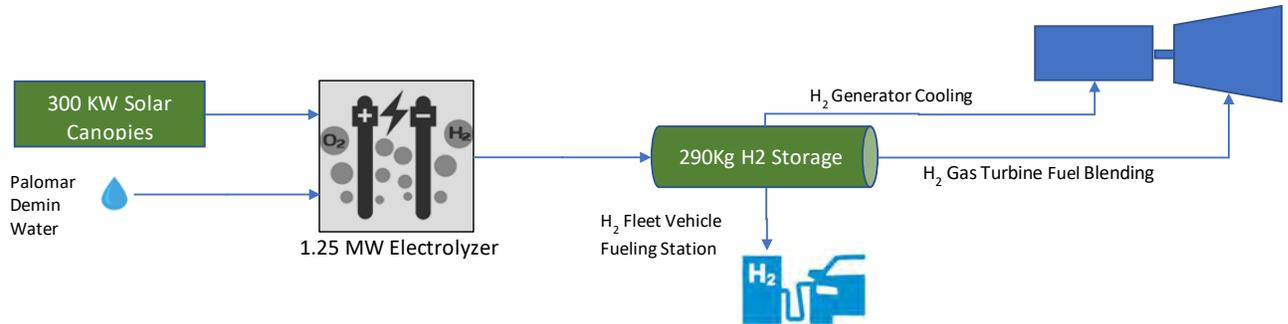 300 KW Solar
Canopies
Palomar
Demin
Water
+
−
O2
H2
1.25 MW Electrolyzer
290Kg H2 Storage
H2 Generator Cooling
H2 Gas Turbine Fuel Blending
H2 Fleet Vehicle
Fueling Station
H2